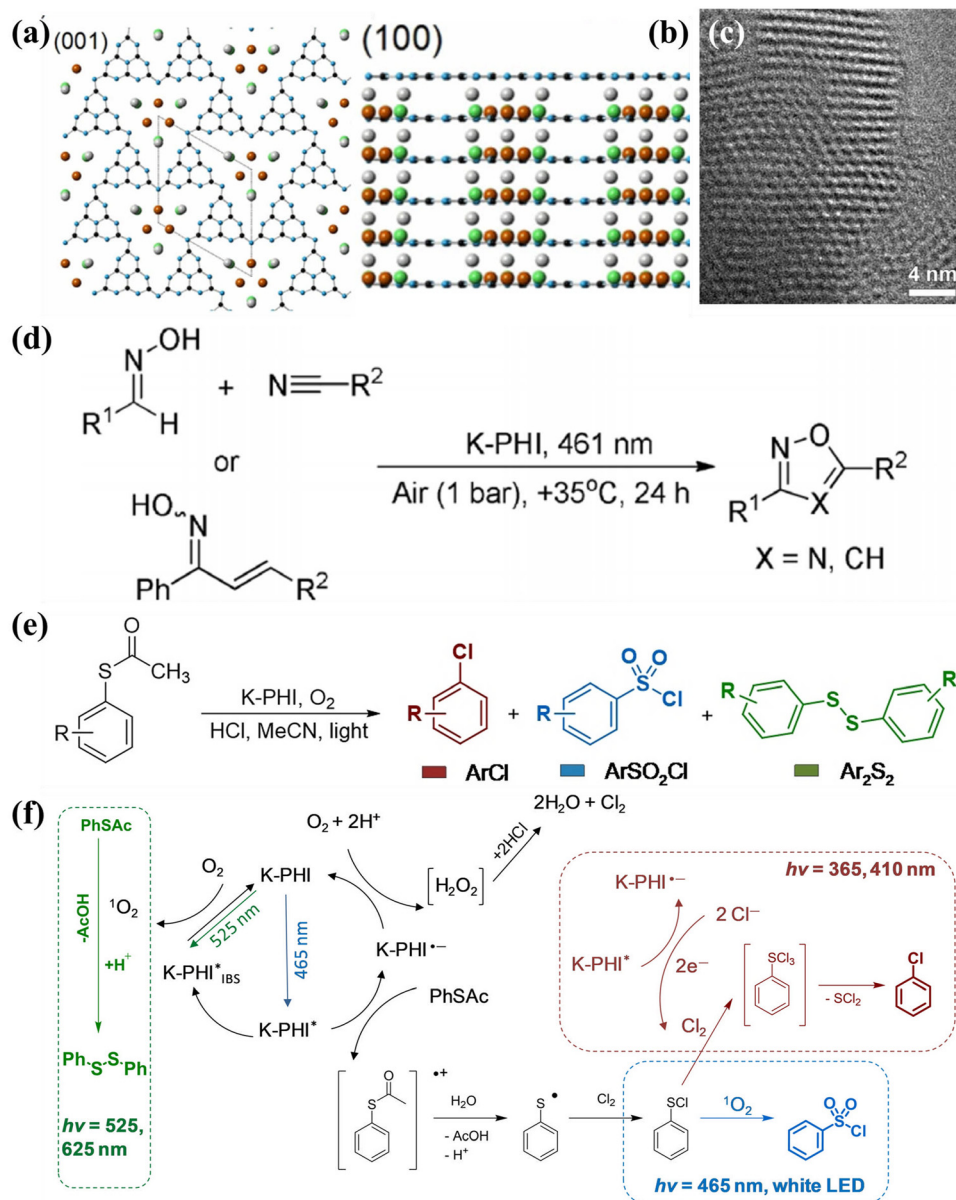 (a)
(001)
(100)
(b)
(c)
4 nm
(d)
OH
N
R¹
H
+
N
R²
or
HO
N
Ph
R²
K-PHI, 461 nm
Air (1 bar), +35°C, 24 h
N
O
R¹
X
R²
X = N, CH
(e)
O
S
CH₃
R
K-PHI, O₂
HCl, MeCN, light
Cl
R
ArCl
+
O
O
S
Cl
R
ArSO₂Cl
+
R
S
S
R
Ar₂S₂
(f)
PhSAc
-AcOH
¹O₂
+H⁺
Ph
S
S
Ph
hv = 525,
625 nm
O₂
K-PHI
O₂ + 2H⁺
525 nm
465 nm
K-PHI*IBS
K-PHI*
K-PHI•−
[H₂O₂]
+2HCl
2H₂O + Cl₂
PhSAc
O
S
•+
H₂O
- AcOH
- H⁺
S •
Cl₂
SCl
hv = 365, 410 nm
K-PHI•−
K-PHI*
2 Cl⁻
2e⁻
Cl₂
SCl₃
- SCl₂
Cl
¹O₂
O
O
S
Cl
hv = 465 nm, white LED